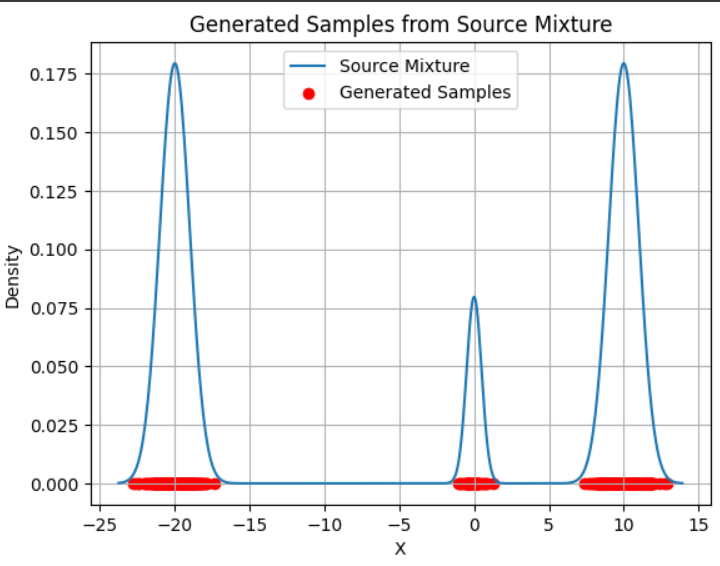 Generated Samples from Source Mixture
Source Mixture
Generated Samples
0.175
0.150
0.125
0.100
0.075
0.050
0.025
0.000
Density
−25 −20 −15 −10 −5 0 5 10 15
X